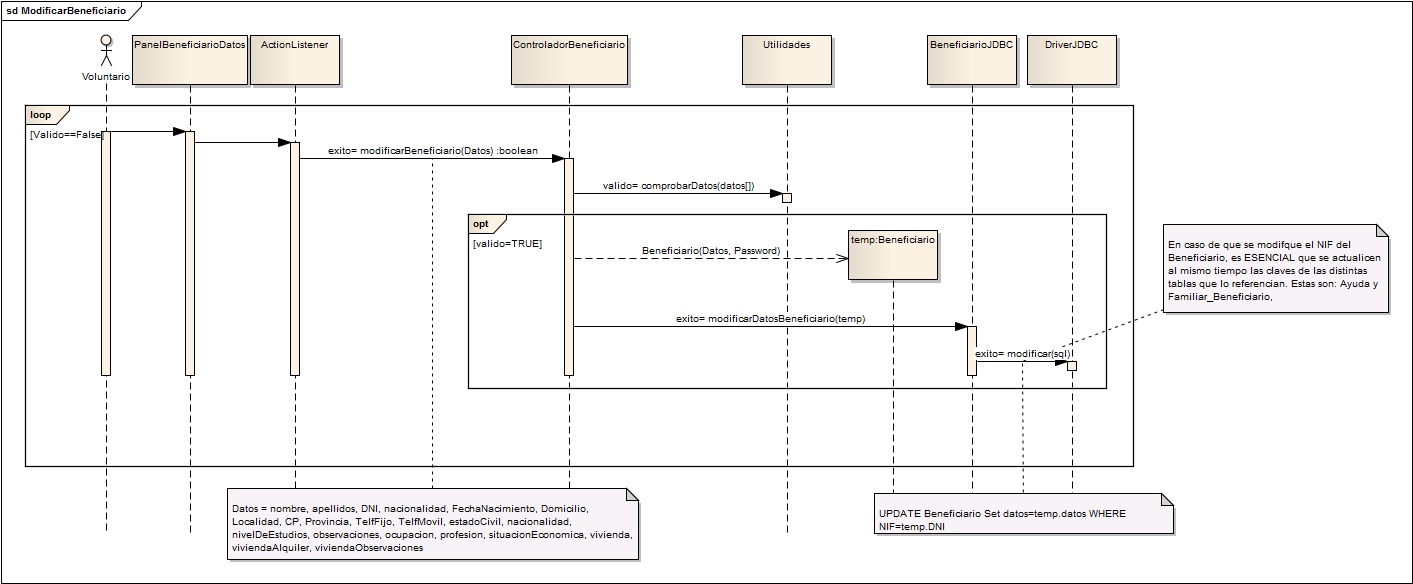 sd ModificarBeneficiario
Voluntario
PanelBeneficiarioDatos
ActionListener
ControladorBeneficiario
Utilidades
BeneficiarioJDBC
DriverJDBC
loop
[Valido==False]
exito= modificarBeneficiario(Datos) :boolean
valido= comprobarDatos(datos[])
opt
[valido=TRUE]
Beneficiario(Datos, Password)
temp:Beneficiario
exito= modificarDatosBeneficiario(temp)
exito= modificar(sql)
En caso de que se modifque el NIF del
Beneficiario, es ESENCIAL que se actualicen
al mismo tiempo las claves de las distintas
tablas que lo referencian. Estas son: Ayuda y
Familiar_Beneficiario,
Datos = nombre, apellidos, DNI, nacionalidad, FechaNacimiento, Domicilio,
Localidad, CP, Provincia, TelfFijo, TelfMovil, estadoCivil, nacionalidad,
nivelDeEstudios, observaciones, ocupacion, profesion, situacionEconomica, vivienda,
viviendaAlquiler, viviendaObservaciones
UPDATE Beneficiario Set datos=temp.datos WHERE
NIF=temp.DNI